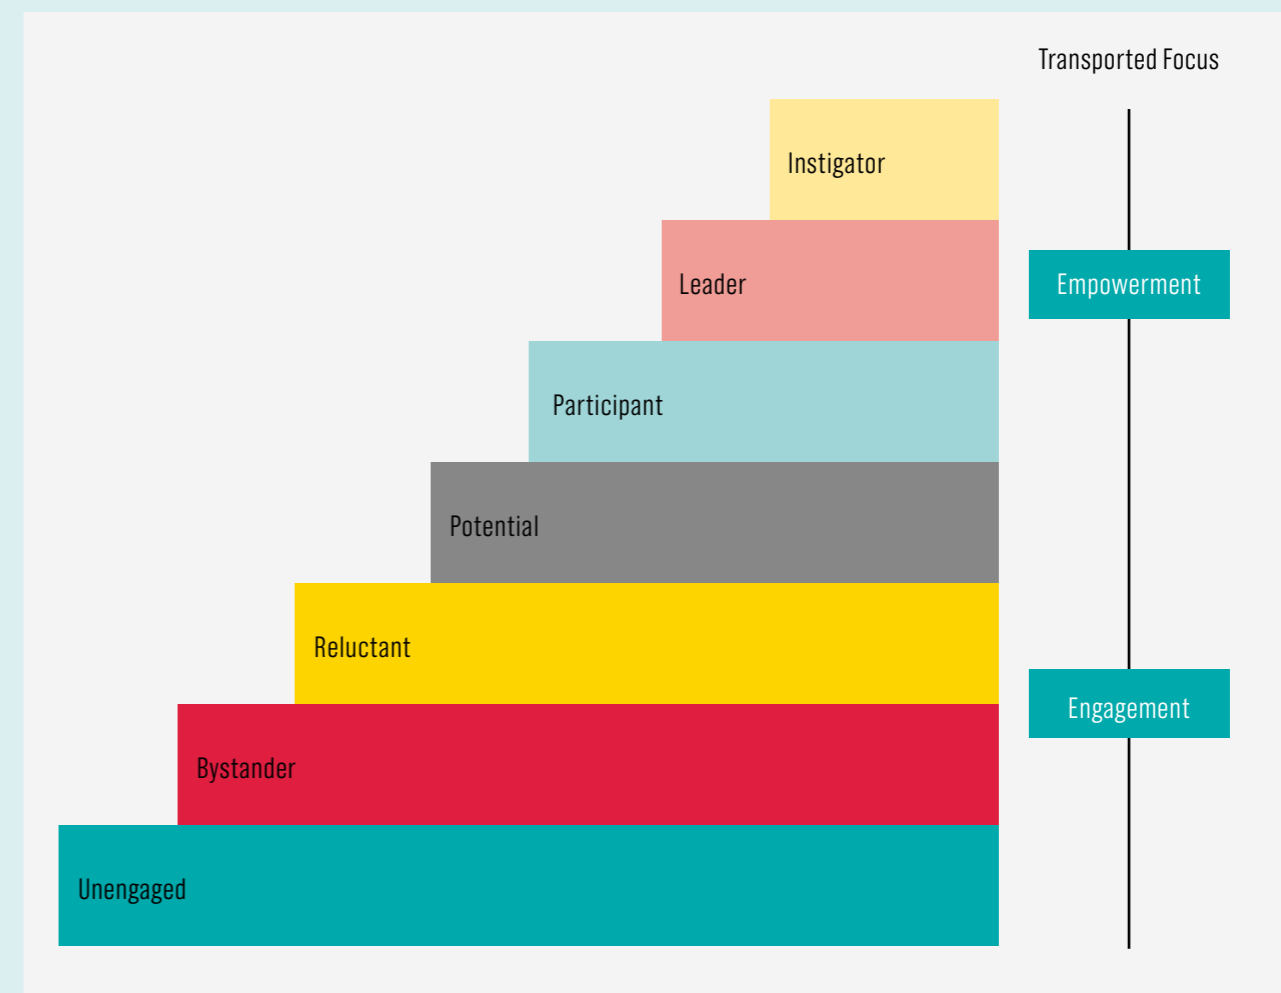 Transported Focus
Instigator
Leader
Empowerment
Participant
Potential
Reluctant
Engagement
Bystander
Unengaged